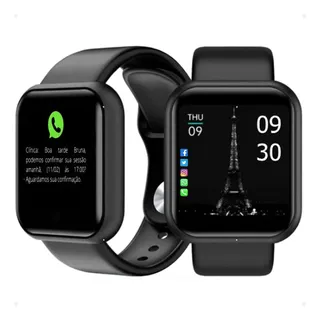 Clínica: Boa tarde Bruna,
podemos confirmar sua sessão
amanhã, (11/02) às 17:00?
Aguardamos sua confirmação.
THU
09
09
30